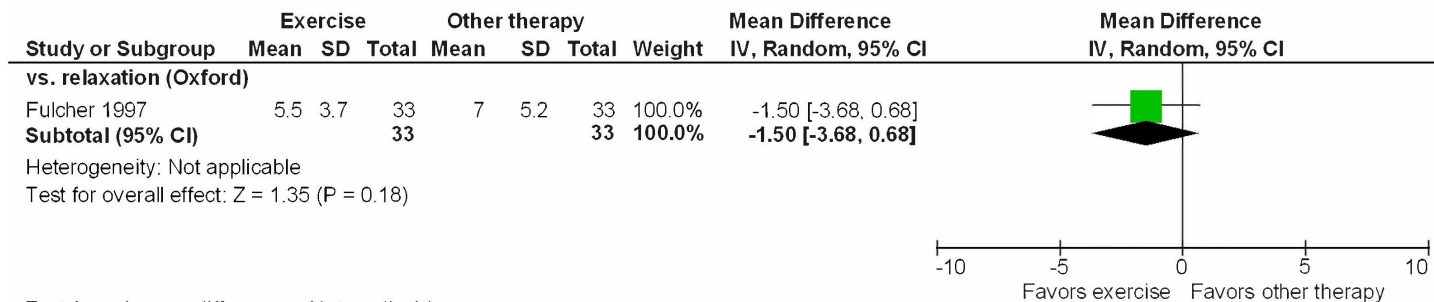 Exercise Other therapy Mean Difference Mean Difference
Study or Subgroup Mean SD Total Mean SD Total Weight IV, Random, 95% CI IV, Random, 95% CI
vs. relaxation (Oxford)
Fulcher 1997 5.5 3.7 33 7 5.2 33 100.0% -1.50 [-3.68, 0.68]
Subtotal (95% CI) 33 33 100.0% -1.50 [-3.68, 0.68]
Heterogeneity: Not applicable
Test for overall effect: Z = 1.35 (P = 0.18)
-10 -5 0 5 10
Favors exercise Favors other therapy